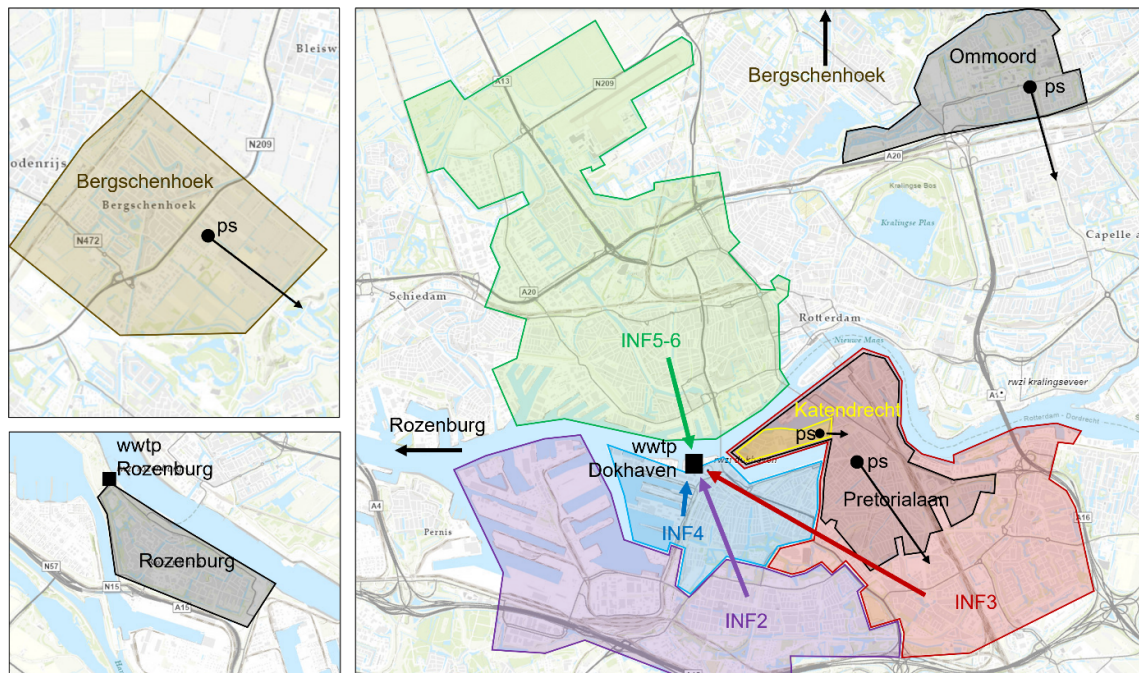 Bleisw
N209
odenrijs
Bergschenhoek
Bergschenhoek
ps
N472
wwtp
Rozenburg
Rozenburg
N57
N15
A15
A13
N209
Bergschenhoek
Ommoord
ps
A20
Kralingse Bos
Kralingse Plas
Capelle a
A20
Schiedam
INF5-6
Rotterdam
Nieuwe Maas
rwzi kralingseveer
Katendrecht
Rozenburg
ps
Rotterdam - Dordrecht
wwtp
Dokhaven
ps
Pretorialaan
A4
Pernis
INF4
A16
INF2
INF3